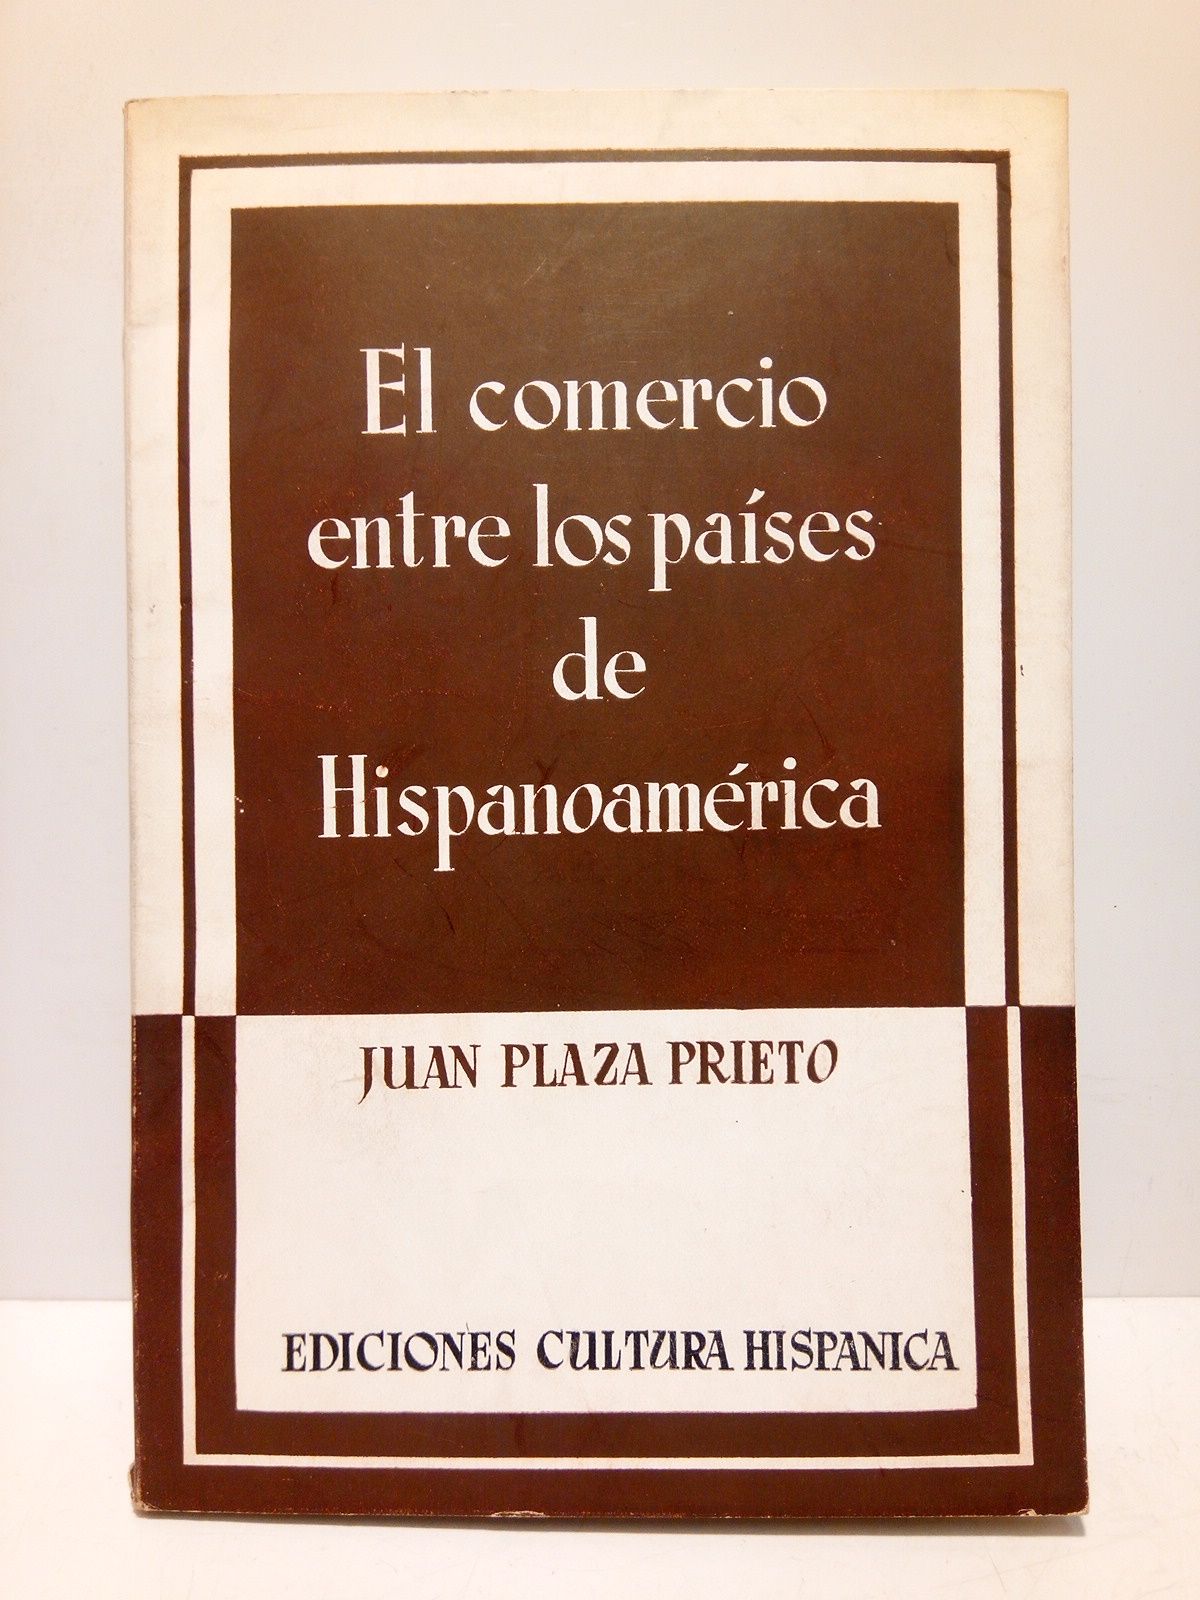 El comercio
entre los países
de
Hispanoamérica
JUAN PLAZA PRIETO
EDICIONES CULTURA HISPANICA